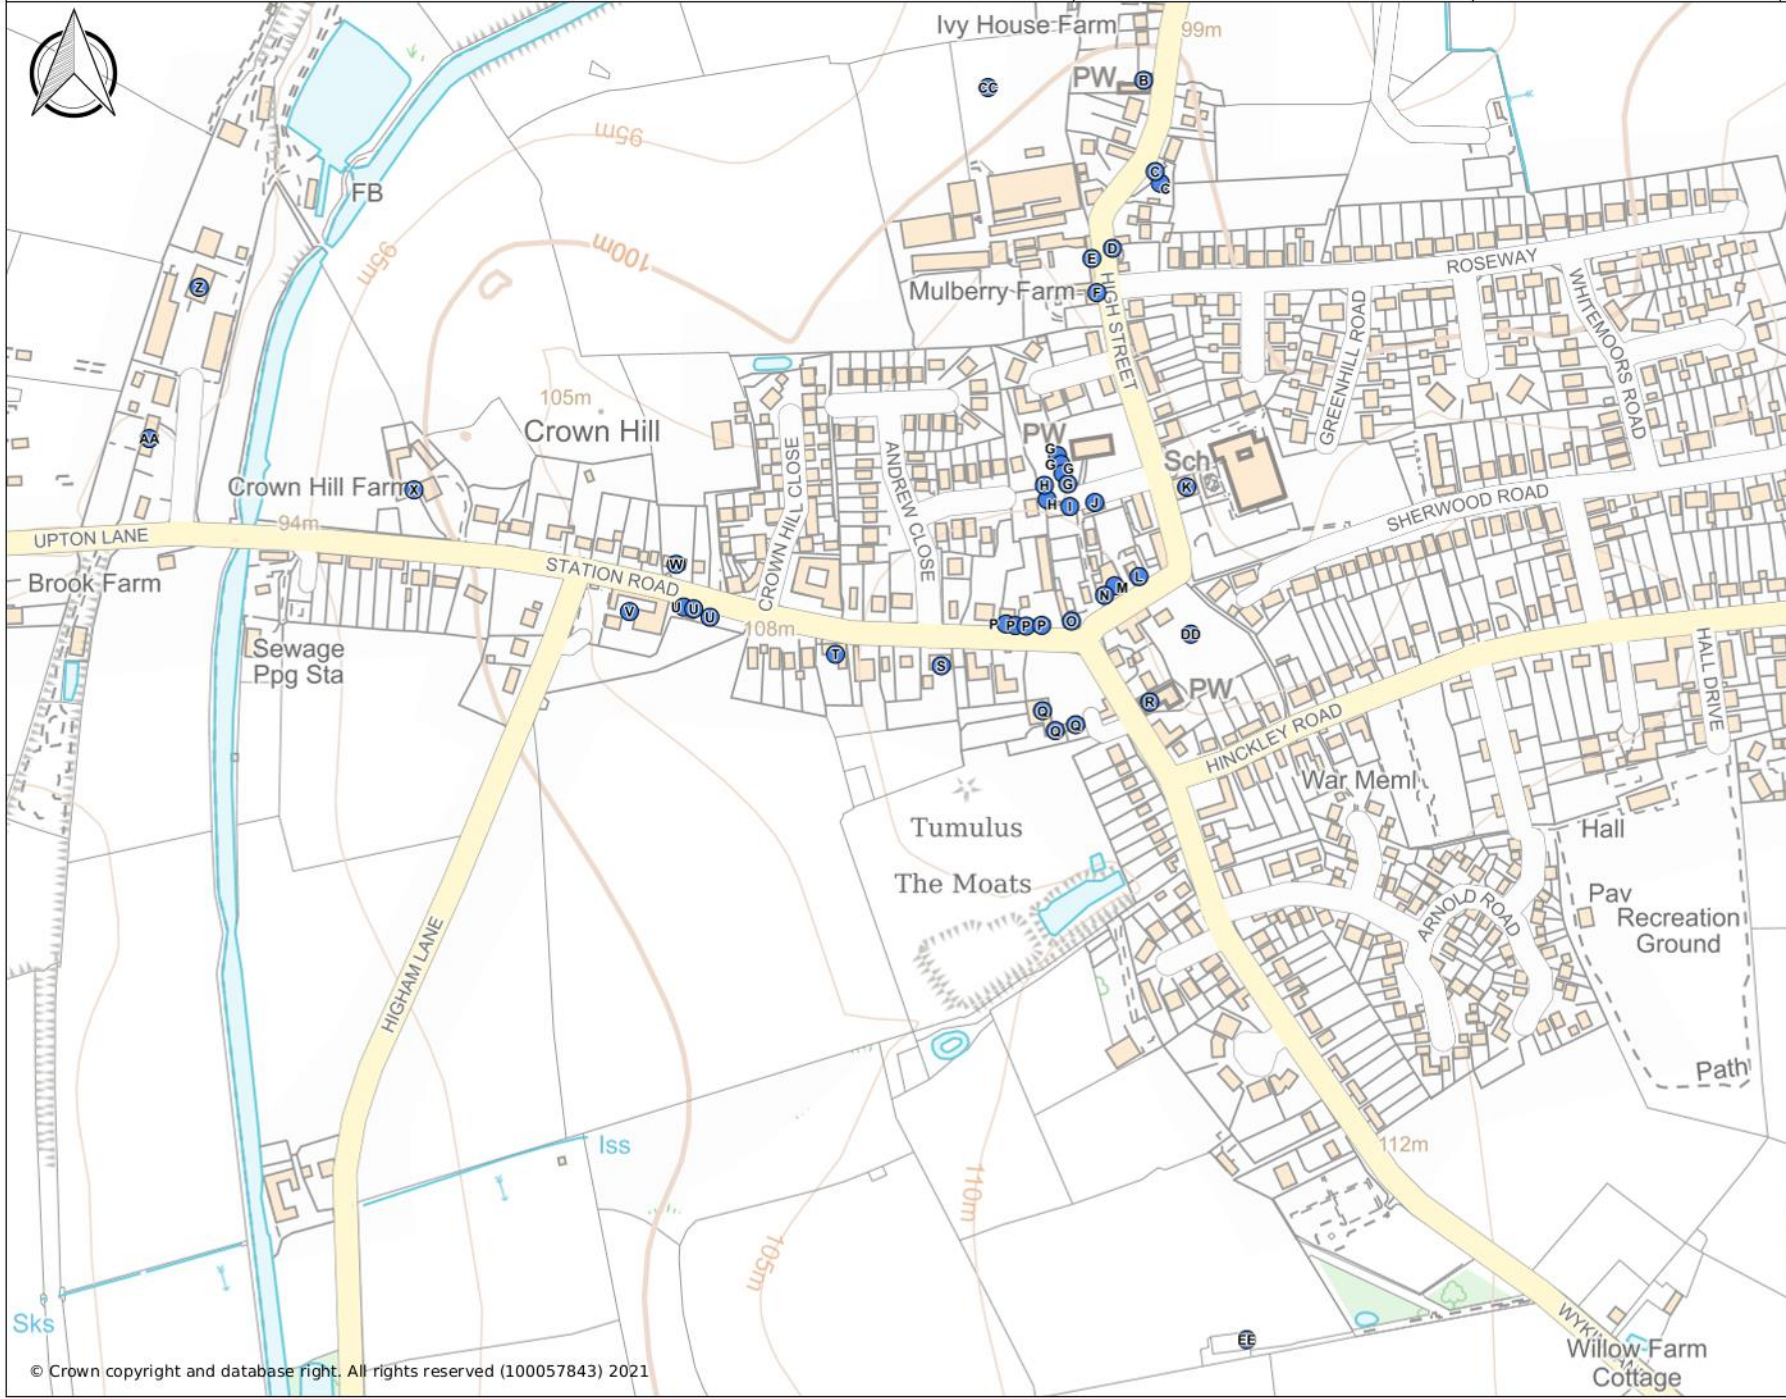 Ivy House Farm
99m
CC
PW
B
95m
C
C
FB
95m
100m
D
E
ROSEWAY
Z
Mulberry Farm
F
HIGH STREET
WHITEMOORS ROAD
GREENHILL ROAD
105m
Crown Hill
AA
PW
G
G
G
G
Sch
Crown Hill Farm
X
H
H
I
J
K
CROWN HILL CLOSE
ANDREW CLOSE
SHERWOOD ROAD
94m
UPTON LANE
Brook Farm
STATION ROAD
W
L
M
N
V
U
U
U
108m
P
P
P
P
O
DD
Sewage
Ppg Sta
T
S
PW
R
HALL DRIVE
Q
Q
Q
HINCKLEY ROAD
War Meml
Tumulus
Hall
The Moats
Pav
ARNOLD ROAD
Recreation
Ground
HIGHAM LANE
Path
Iss
112m
110m
105m
Sks
EE
Willow Farm
Cottage
© Crown copyright and database right. All rights reserved (100057843) 2021